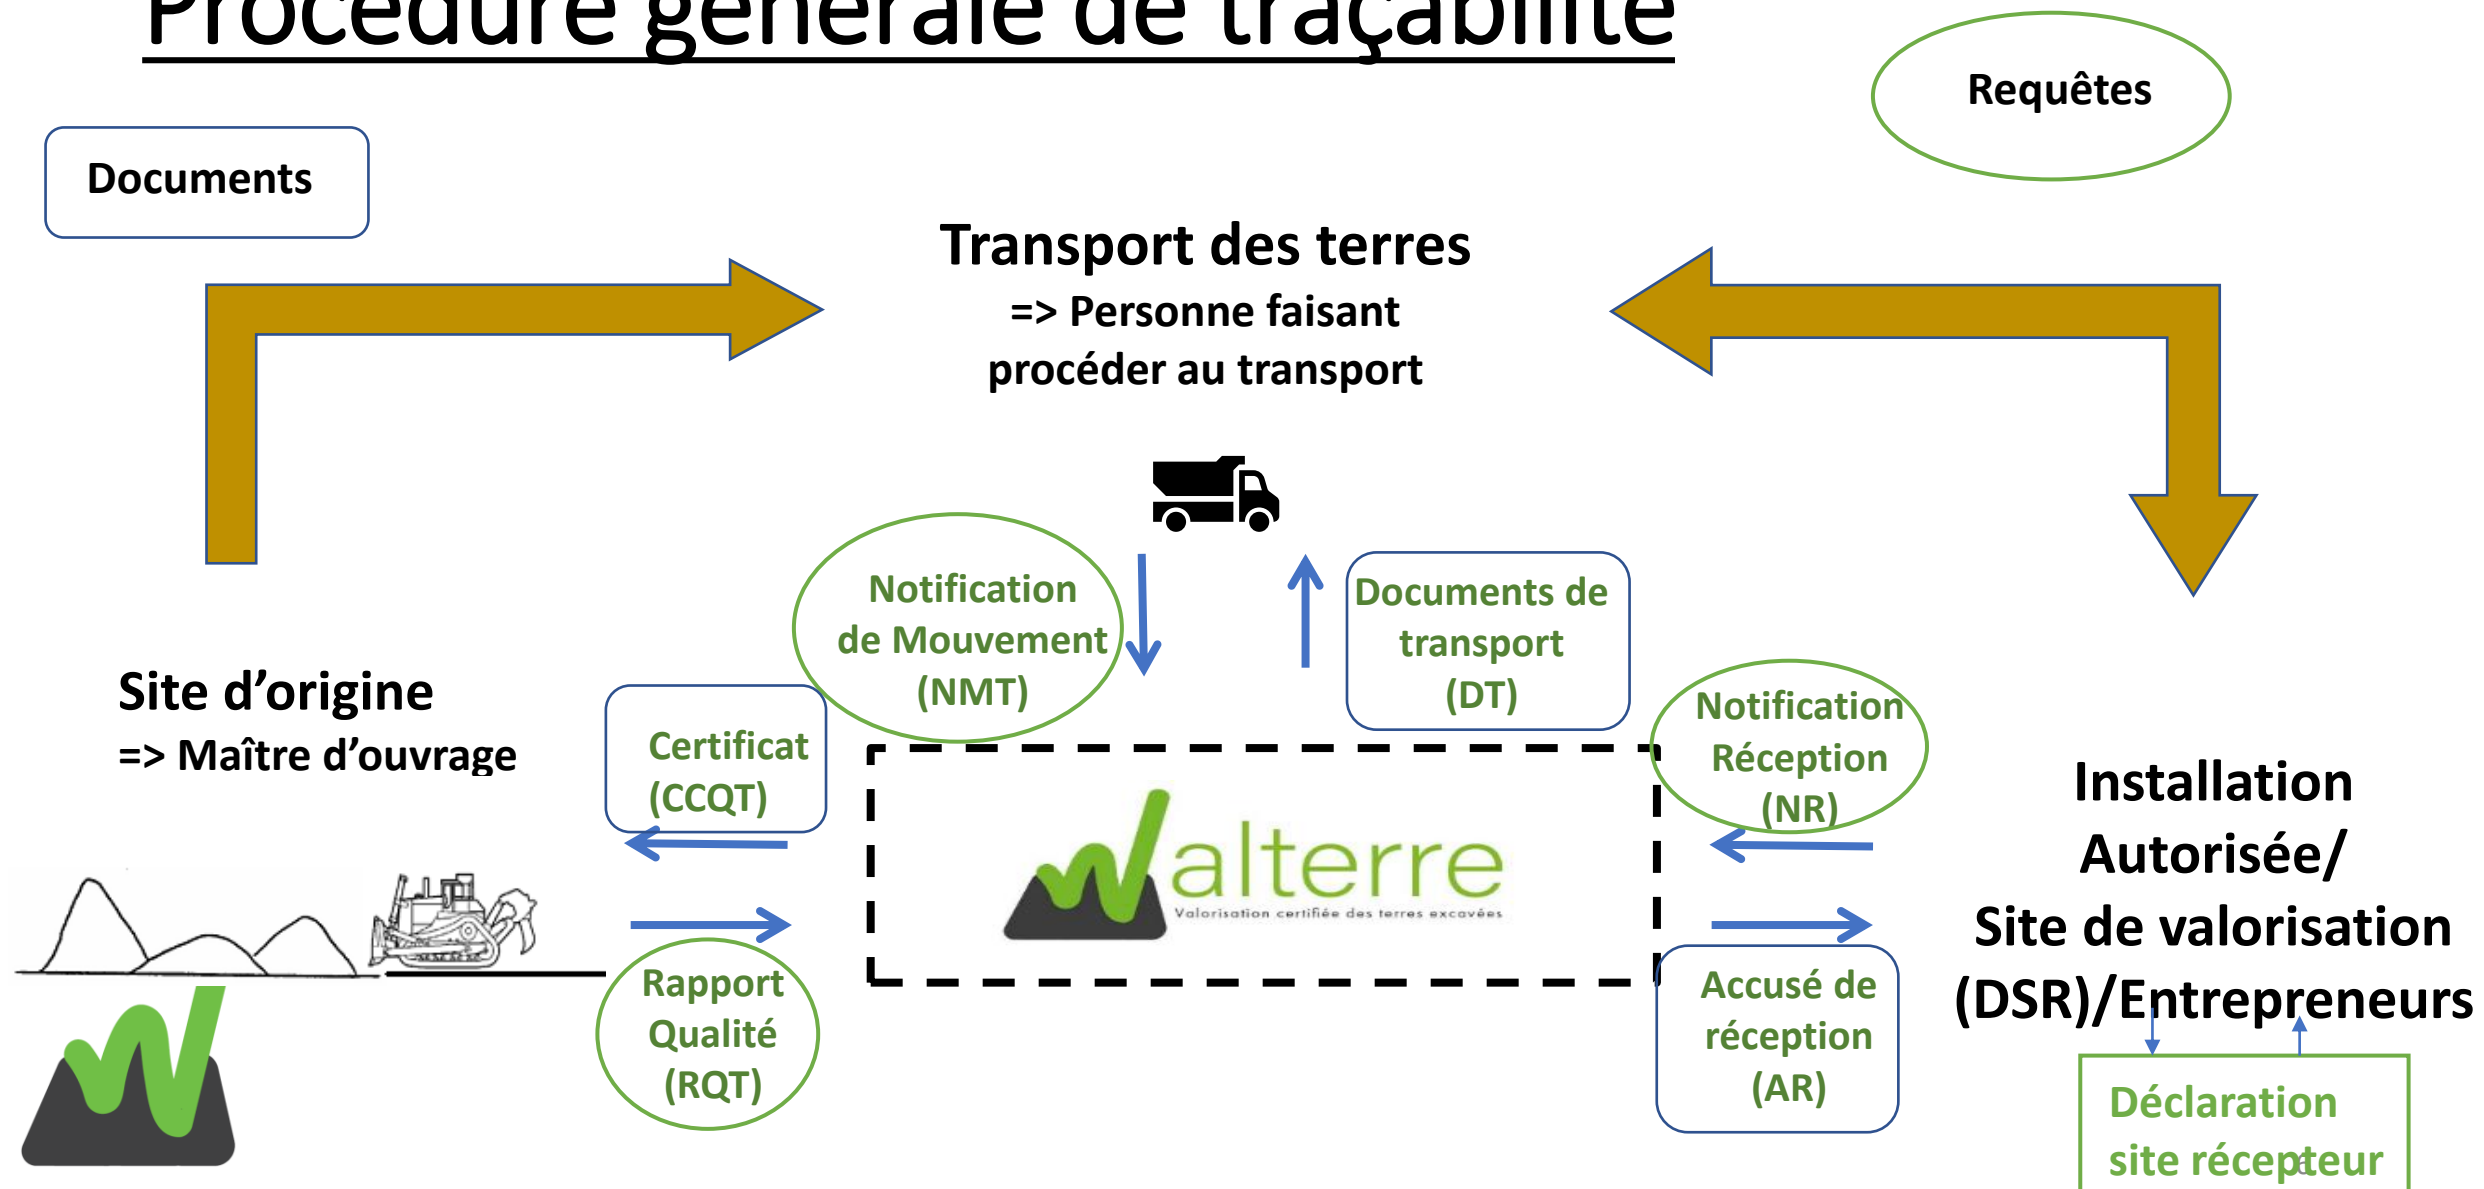 Procédure générale de traçabilité
Requêtes
Documents
Transport des terres
=> Personne faisant
procéder au transport
Notification
de Mouvement
(NMT)
Documents de
transport
(DT)
Site d’origine
=> Maître d’ouvrage
Certificat
(CCQT)
Notification
Réception
(NR)
Walterre
Valorisation certifiée des terres excavées
Installation
Autorisée/
Site de valorisation
(DSR)/Entrepreneurs
Rapport
Qualité
(RQT)
Accusé de
réception
(AR)
Déclaration
site récepteur
6